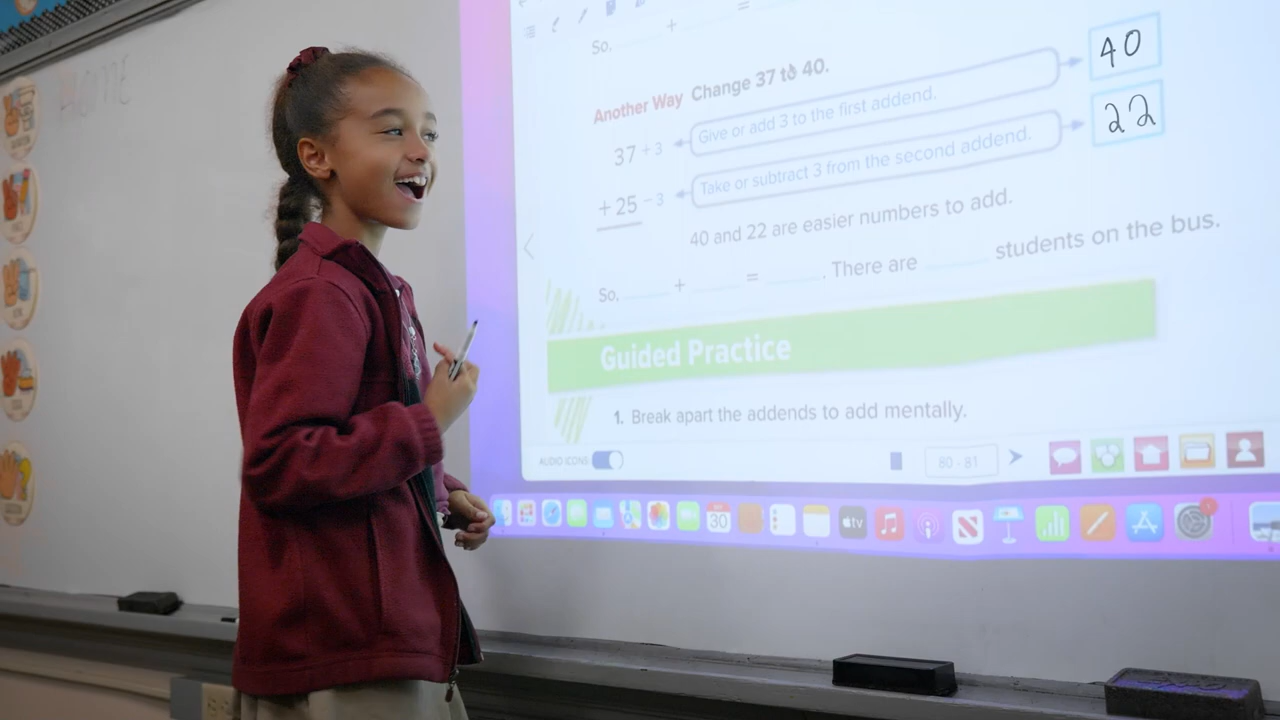 Home
So. + =
Another Way Change 37 to 40.
40
Give or add 3 to the first addend.
37 + 3
22
Take or subtract 3 from the second addend.
+ 25 − 3
40 and 22 are easier numbers to add.
So, + = . There are students on the bus.
Guided Practice
1. Break apart the addends to add mentally.
AUDIO ICONS
80 - 81
30
tv